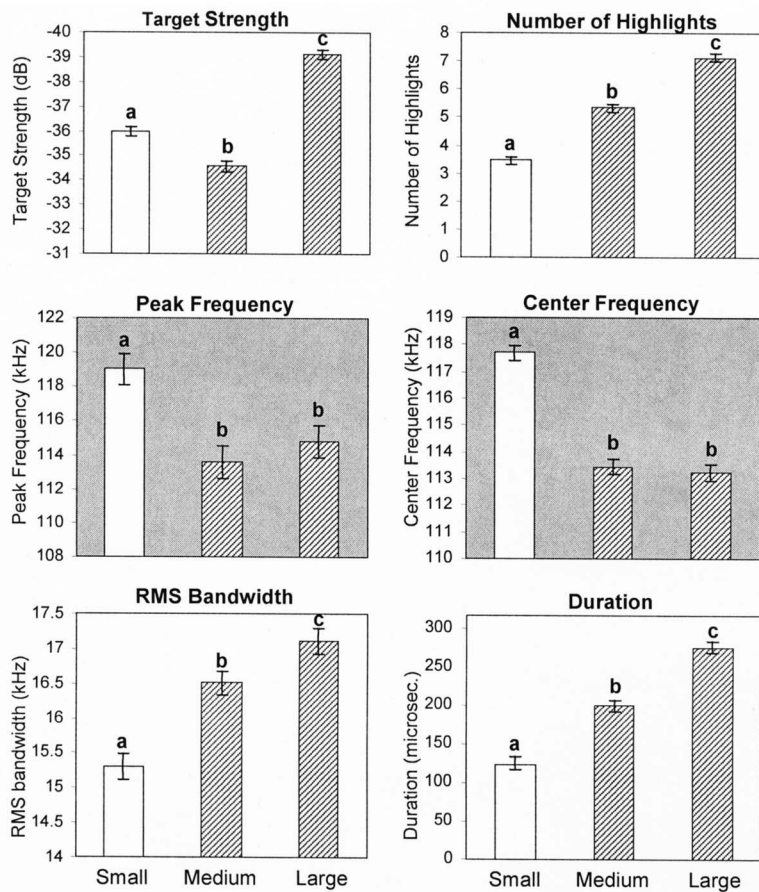 Target Strength
-40
-39
-38
-37
-36
-35
-34
-33
-32
-31
Target Strength (dB)
a
b
c
Number of Highlights
8
7
6
5
4
3
2
1
0
Number of Highlights
a
b
c
Peak Frequency
122
120
118
116
114
112
110
108
Peak Frequency (kHz)
a
b
b
Center Frequency
119
118
117
116
115
114
113
112
111
110
Center Frequency (kHz)
a
b
b
RMS Bandwidth
17.5
17
16.5
16
15.5
15
14.5
14
RMS bandwidth (kHz)
a
b
c
Small Medium Large
Duration
300
250
200
150
100
50
0
Duration (microsec.)
a
b
c
Small Medium Large